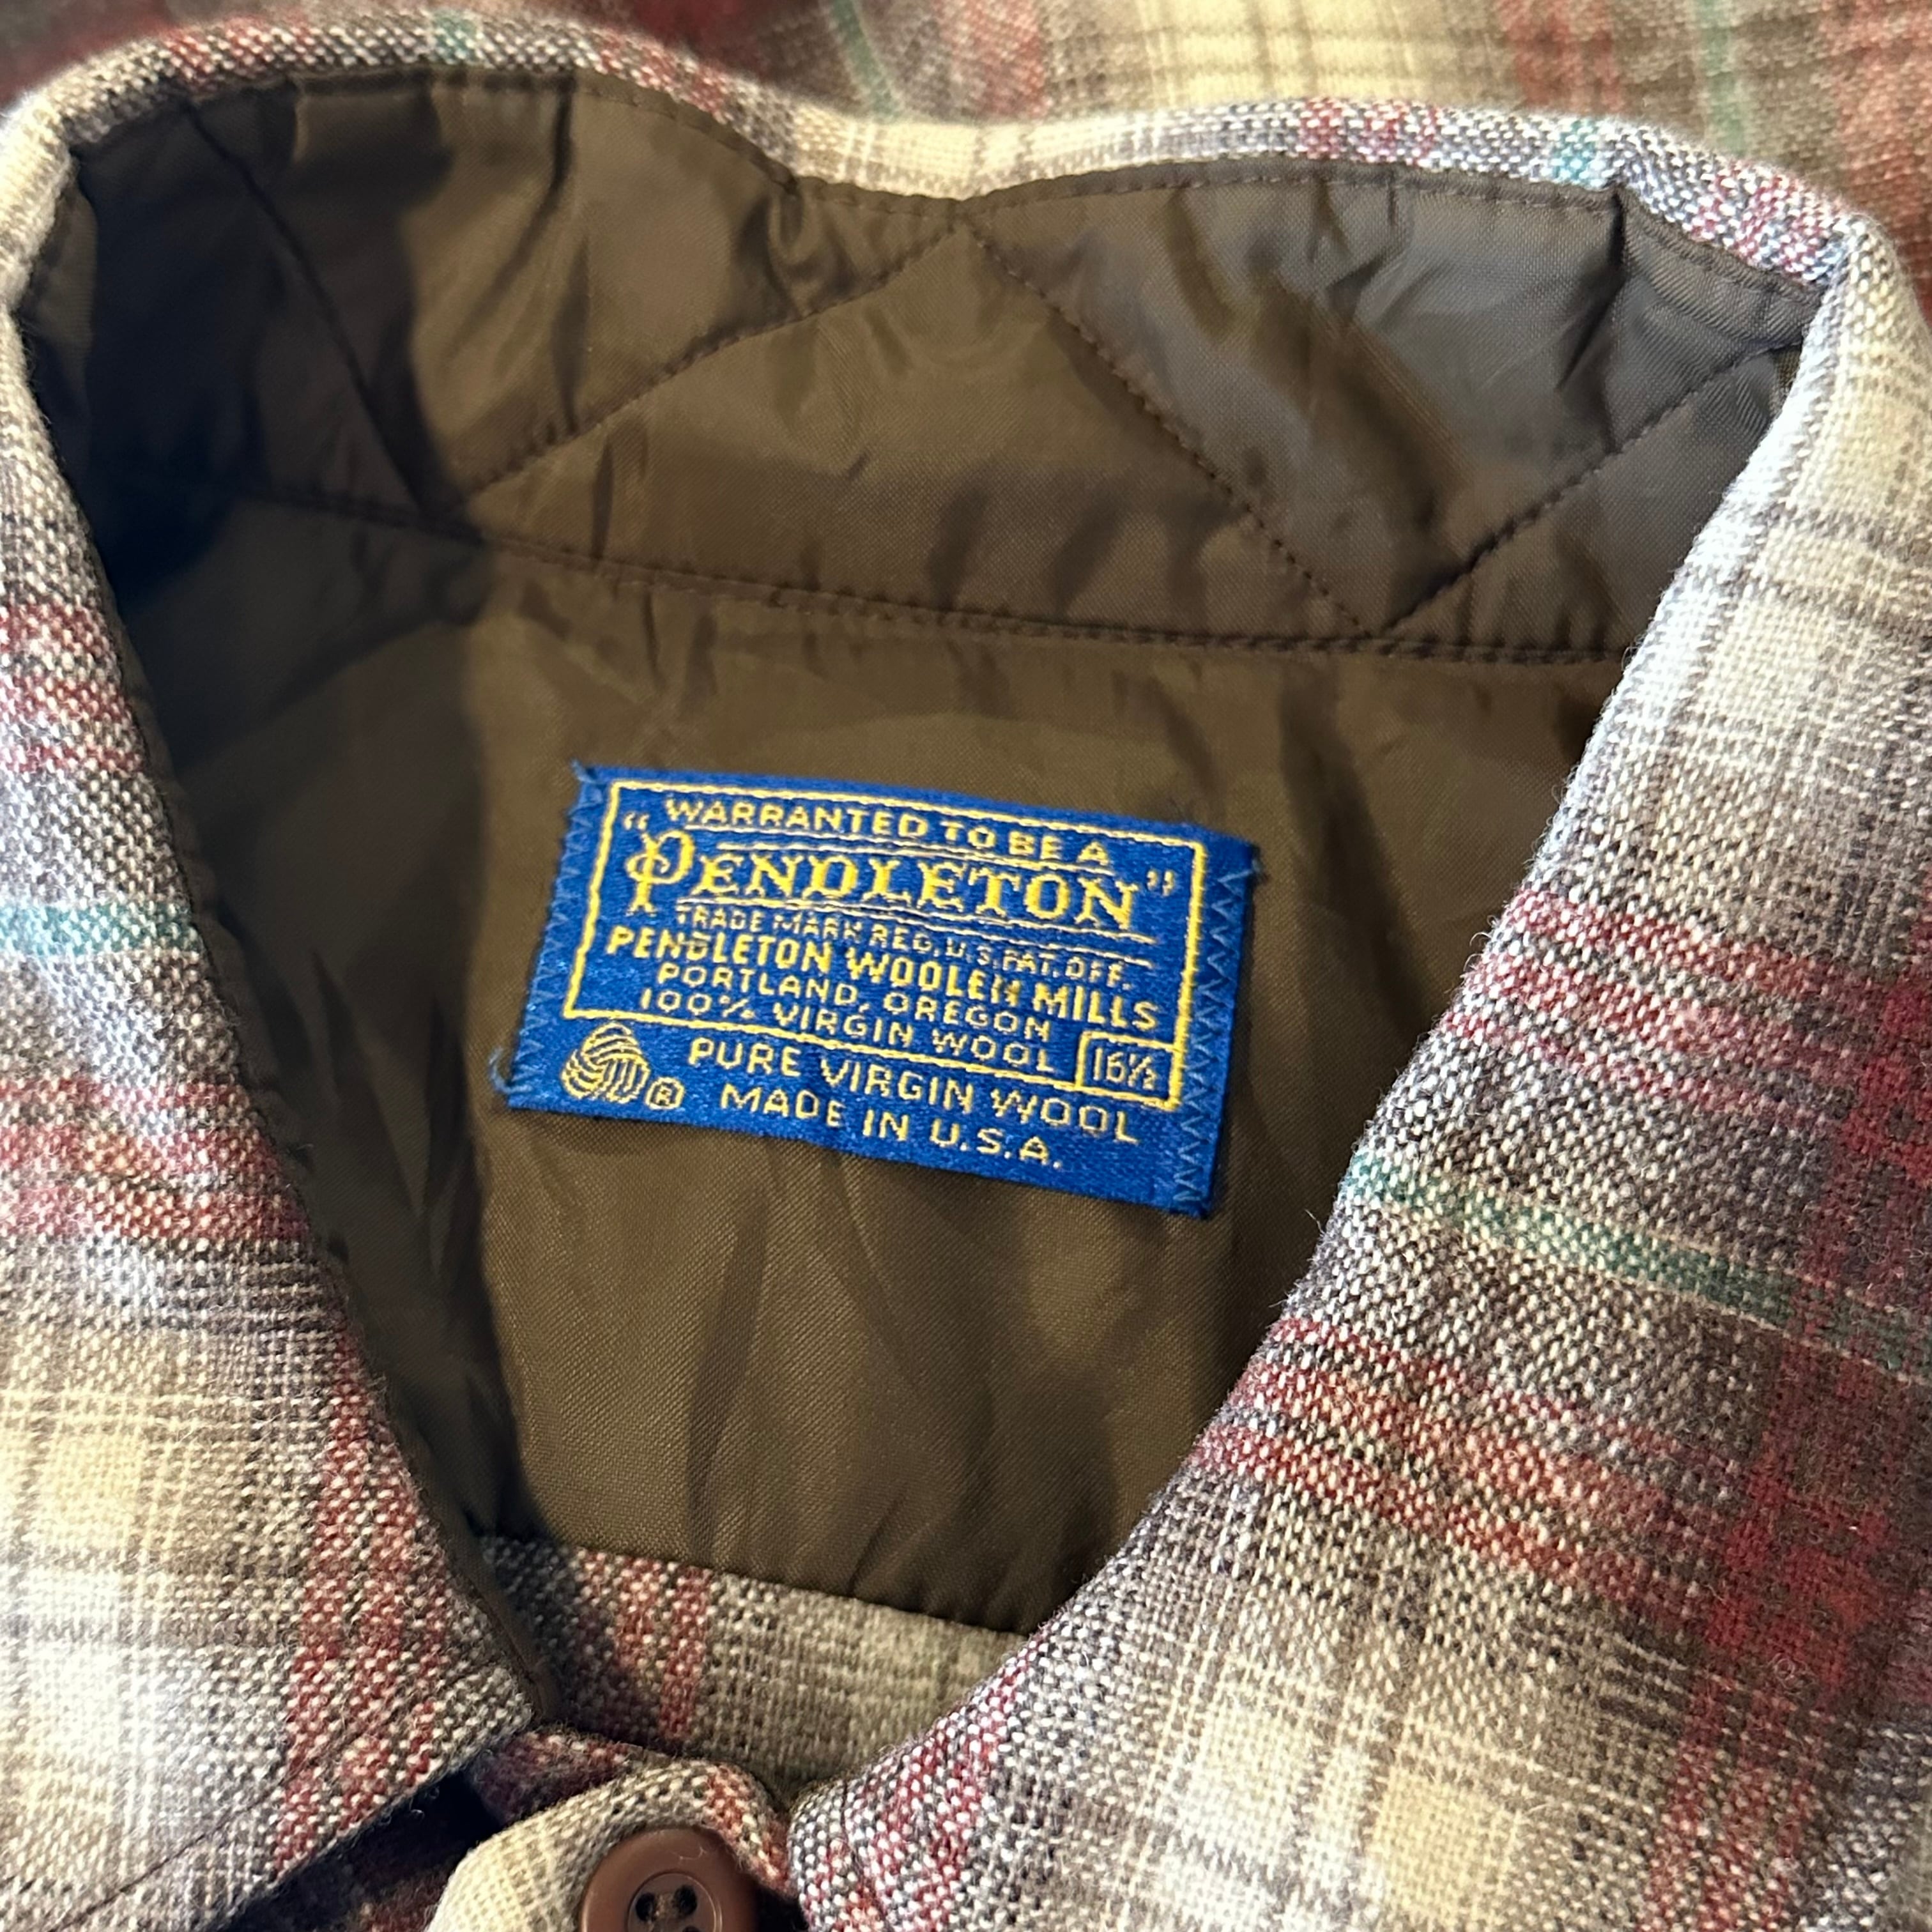 WARRANTED TO BE A
"PENDLETON"
TRADE MARK REG. U.S. PAT. OFF.
PENDLETON WOOLEN MILLS
PORTLAND, OREGON
100% VIRGIN WOOL 16½
PURE VIRGIN WOOL
® MADE IN U.S.A.